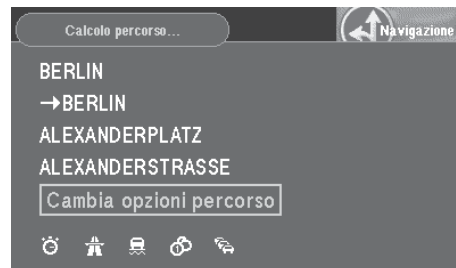 Calcolo percorso...
Navigazione
BERLIN
→BERLIN
ALEXANDERPLATZ
ALEXANDERSTRASSE
Cambia opzioni percorso